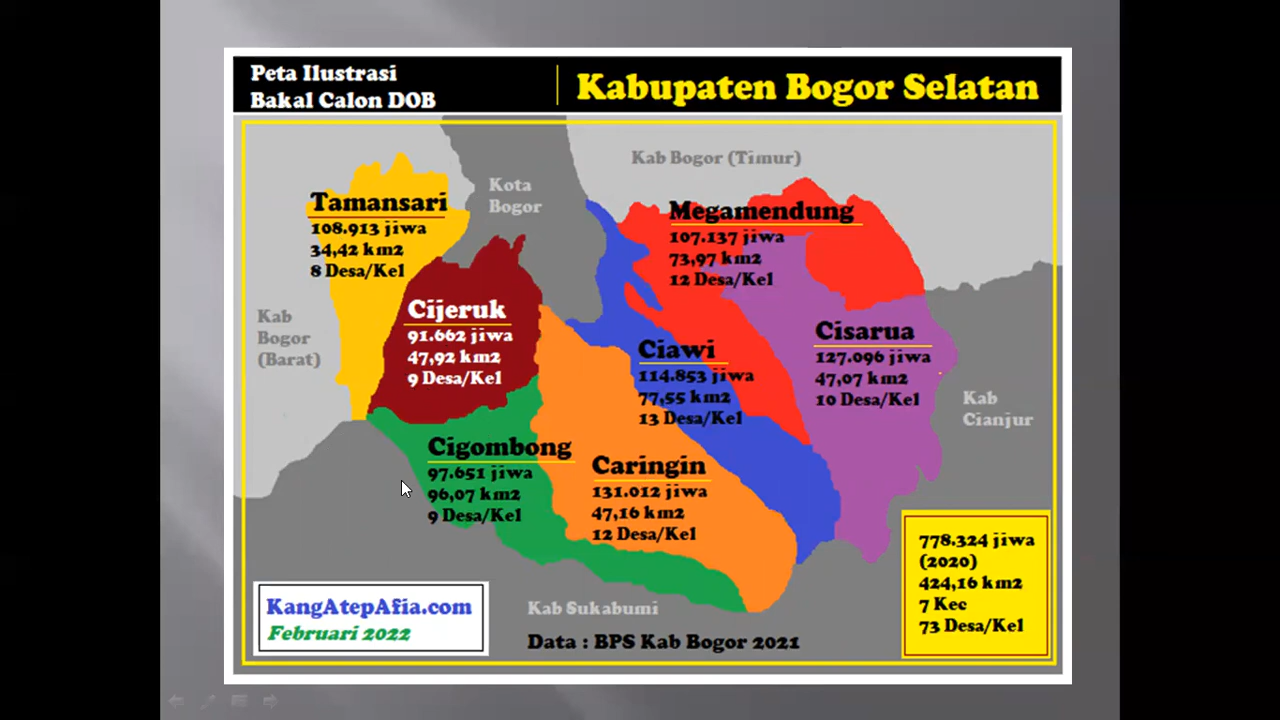 Peta Ilustrasi
Bakal Calon DOB
Kabupaten Bogor Selatan
Kab Bogor (Timur)
Kota
Bogor
Tamansari
108.913 jiwa
34,42 km2
8 Desa/Kel
Megamendung
107.137 jiwa
73,97 km2
12 Desa/Kel
Kab
Bogor
(Barat)
Cijeruk
91.662 jiwa
47,92 km2
9 Desa/Kel
Ciawi
114.853 jiwa
77,55 km2
13 Desa/Kel
Cisarua
127.096 jiwa
47,07 km2
10 Desa/Kel
Kab
Cianjur
Cigombong
97.651 jiwa
96,07 km2
9 Desa/Kel
Caringin
131.012 jiwa
47,16 km2
12 Desa/Kel
778.324 jiwa
(2020)
424,16 km2
7 Kec
73 Desa/Kel
KangAtepAfia.com
Februari 2022
Kab Sukabumi
Data : BPS Kab Bogor 2021